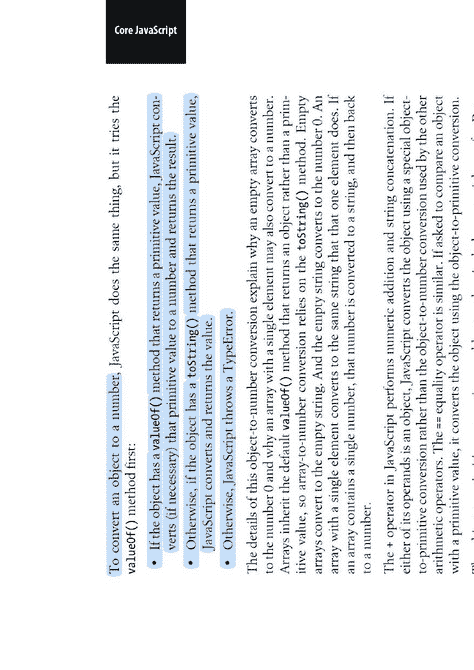 Core JavaScript
To convert an object to a number, JavaScript does the same thing, but it tries the
valueOf() method first:
• If the object has a valueOf() method that returns a primitive value, JavaScript con-
verts (if necessary) that primitive value to a number and returns the result.
• Otherwise, if the object has a toString() method that returns a primitive value,
JavaScript converts and returns the value.
• Otherwise, JavaScript throws a TypeError.
The details of this object-to-number conversion explain why an empty array converts
to the number 0 and why an array with a single element may also convert to a number.
Arrays inherit the default valueOf() method that returns an object rather than a prim-
itive value, so array-to-number conversion relies on the toString() method. Empty
arrays convert to the empty string. And the empty string converts to the number 0. An
array with a single element converts to the same string that that one element does. If
an array contains a single number, that number is converted to a string, and then back
to a number.
The + operator in JavaScript performs numeric addition and string concatenation. If
either of its operands is an object, JavaScript converts the object using a special object-
to-primitive conversion rather than the object-to-number conversion used by the other
arithmetic operators. The == equality operator is similar. If asked to compare an object
with a primitive value, it converts the object using the object-to-primitive conversion.